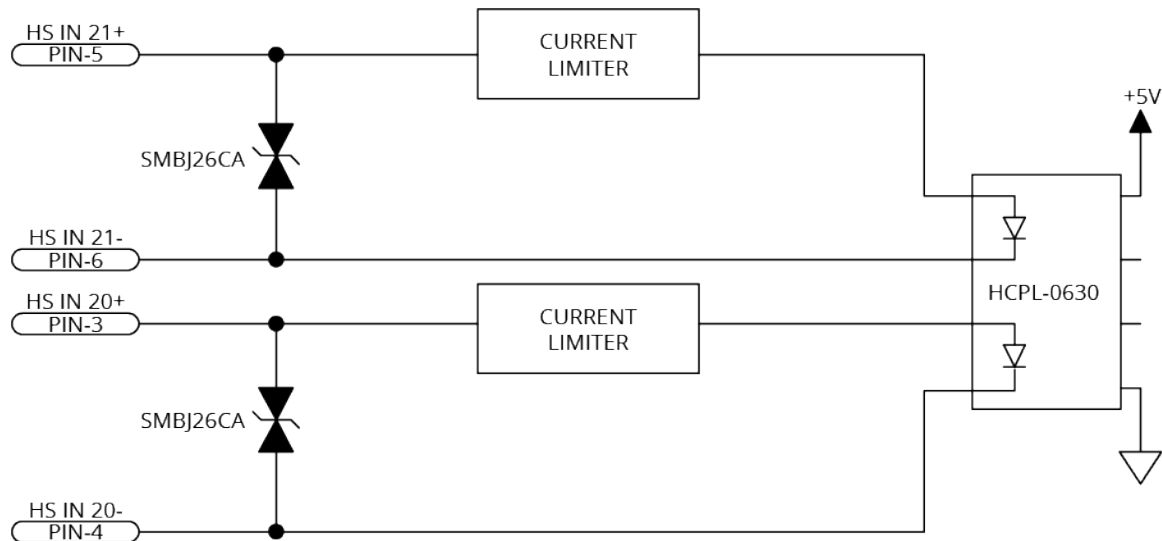 HS IN 21+
PIN-5
CURRENT
LIMITER
+5V
SMBJ26CA
HS IN 21-
PIN-6
HCPL-0630
HS IN 20+
PIN-3
CURRENT
LIMITER
SMBJ26CA
HS IN 20-
PIN-4